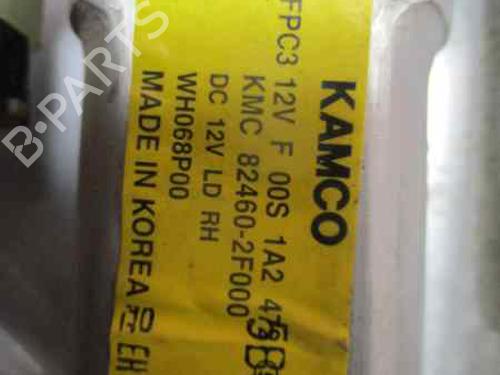 KAMCO
FPC3 12V F 00S 1A2
KMC 82460-2F000
DC 12V LD RH
WH068P00
MADE IN KOREA
B-PARTS